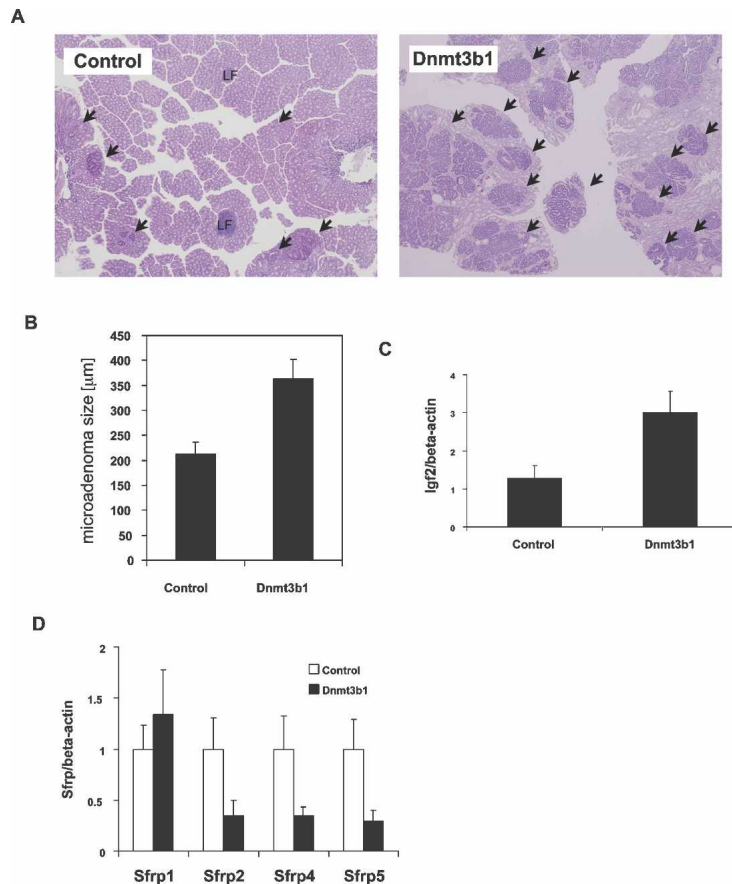 A
Control
LF
LF
Dnmt3b1
B
microadenoma size [µm]
450
400
350
300
250
200
150
100
50
0
Control Dnmt3b1
C
Igf2/beta-actin
4
3
2
1
0
Control Dnmt3b1
D
Sfrp/beta-actin
2
1.5
1
0.5
0
Control
Dnmt3b1
Sfrp1 Sfrp2 Sfrp4 Sfrp5